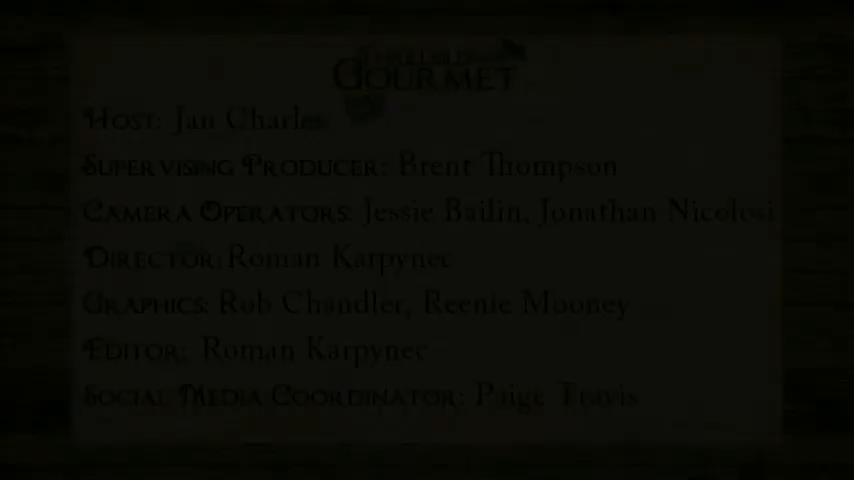 GOURMET
HOST: Jan Charles
SUPERVISING PRODUCER: Brent Thompson
CAMERA OPERATORS: Jessie Bailin, Jonathan Nicolosi
DIRECTOR: Roman Karpynec
GRAPHICS: Rob Chandler, Reenie Mooney
EDITOR: Roman Karpynec
SOCIAL MEDIA COORDINATOR: Paige Travis